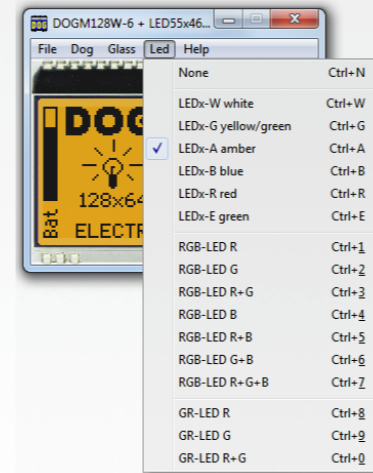 DOGM128W-6 + LED55x46...
File Dog Glass Led Help
None Ctrl+N
LEDx-W white Ctrl+W
LEDx-G yellow/green Ctrl+G
LEDx-A amber Ctrl+A
LEDx-B blue Ctrl+B
LEDx-R red Ctrl+R
LEDx-E green Ctrl+E
RGB-LED R Ctrl+1
RGB-LED G Ctrl+2
RGB-LED R+G Ctrl+3
RGB-LED B Ctrl+4
RGB-LED R+B Ctrl+5
RGB-LED G+B Ctrl+6
RGB-LED R+G+B Ctrl+7
GR-LED R Ctrl+8
GR-LED G Ctrl+9
GR-LED R+G Ctrl+0
DOG
128x64
ELECTR
Bat.